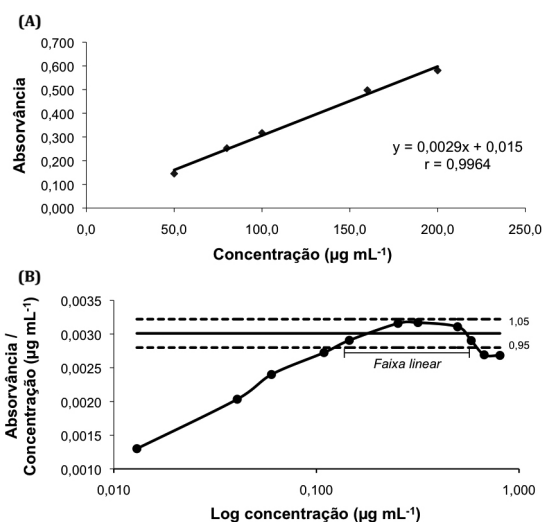 (A)
0,700
0,600
0,500
0,400
0,300
0,200
0,100
0,000
Absorvância
y = 0,0029x + 0,015
r = 0,9964
0,0
50,0
100,0
150,0
200,0
250,0
Concentração (µg mL⁻¹)
(B)
0,0035
0,0030
0,0025
0,0020
0,0015
0,0010
Absorvância /
Concentração (µg mL⁻¹)
1,05
0,95
Faixa linear
0,010
0,100
1,000
Log concentração (µg mL⁻¹)